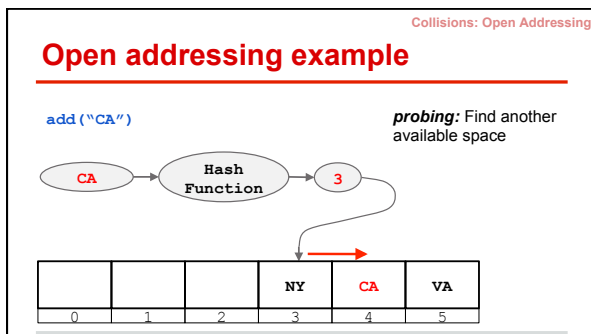 Collisions: Open Addressing
Open addressing example
add("CA")
probing: Find another
available space
CA
Hash
Function
3
NY CA VA
0 1 2 3 4 5